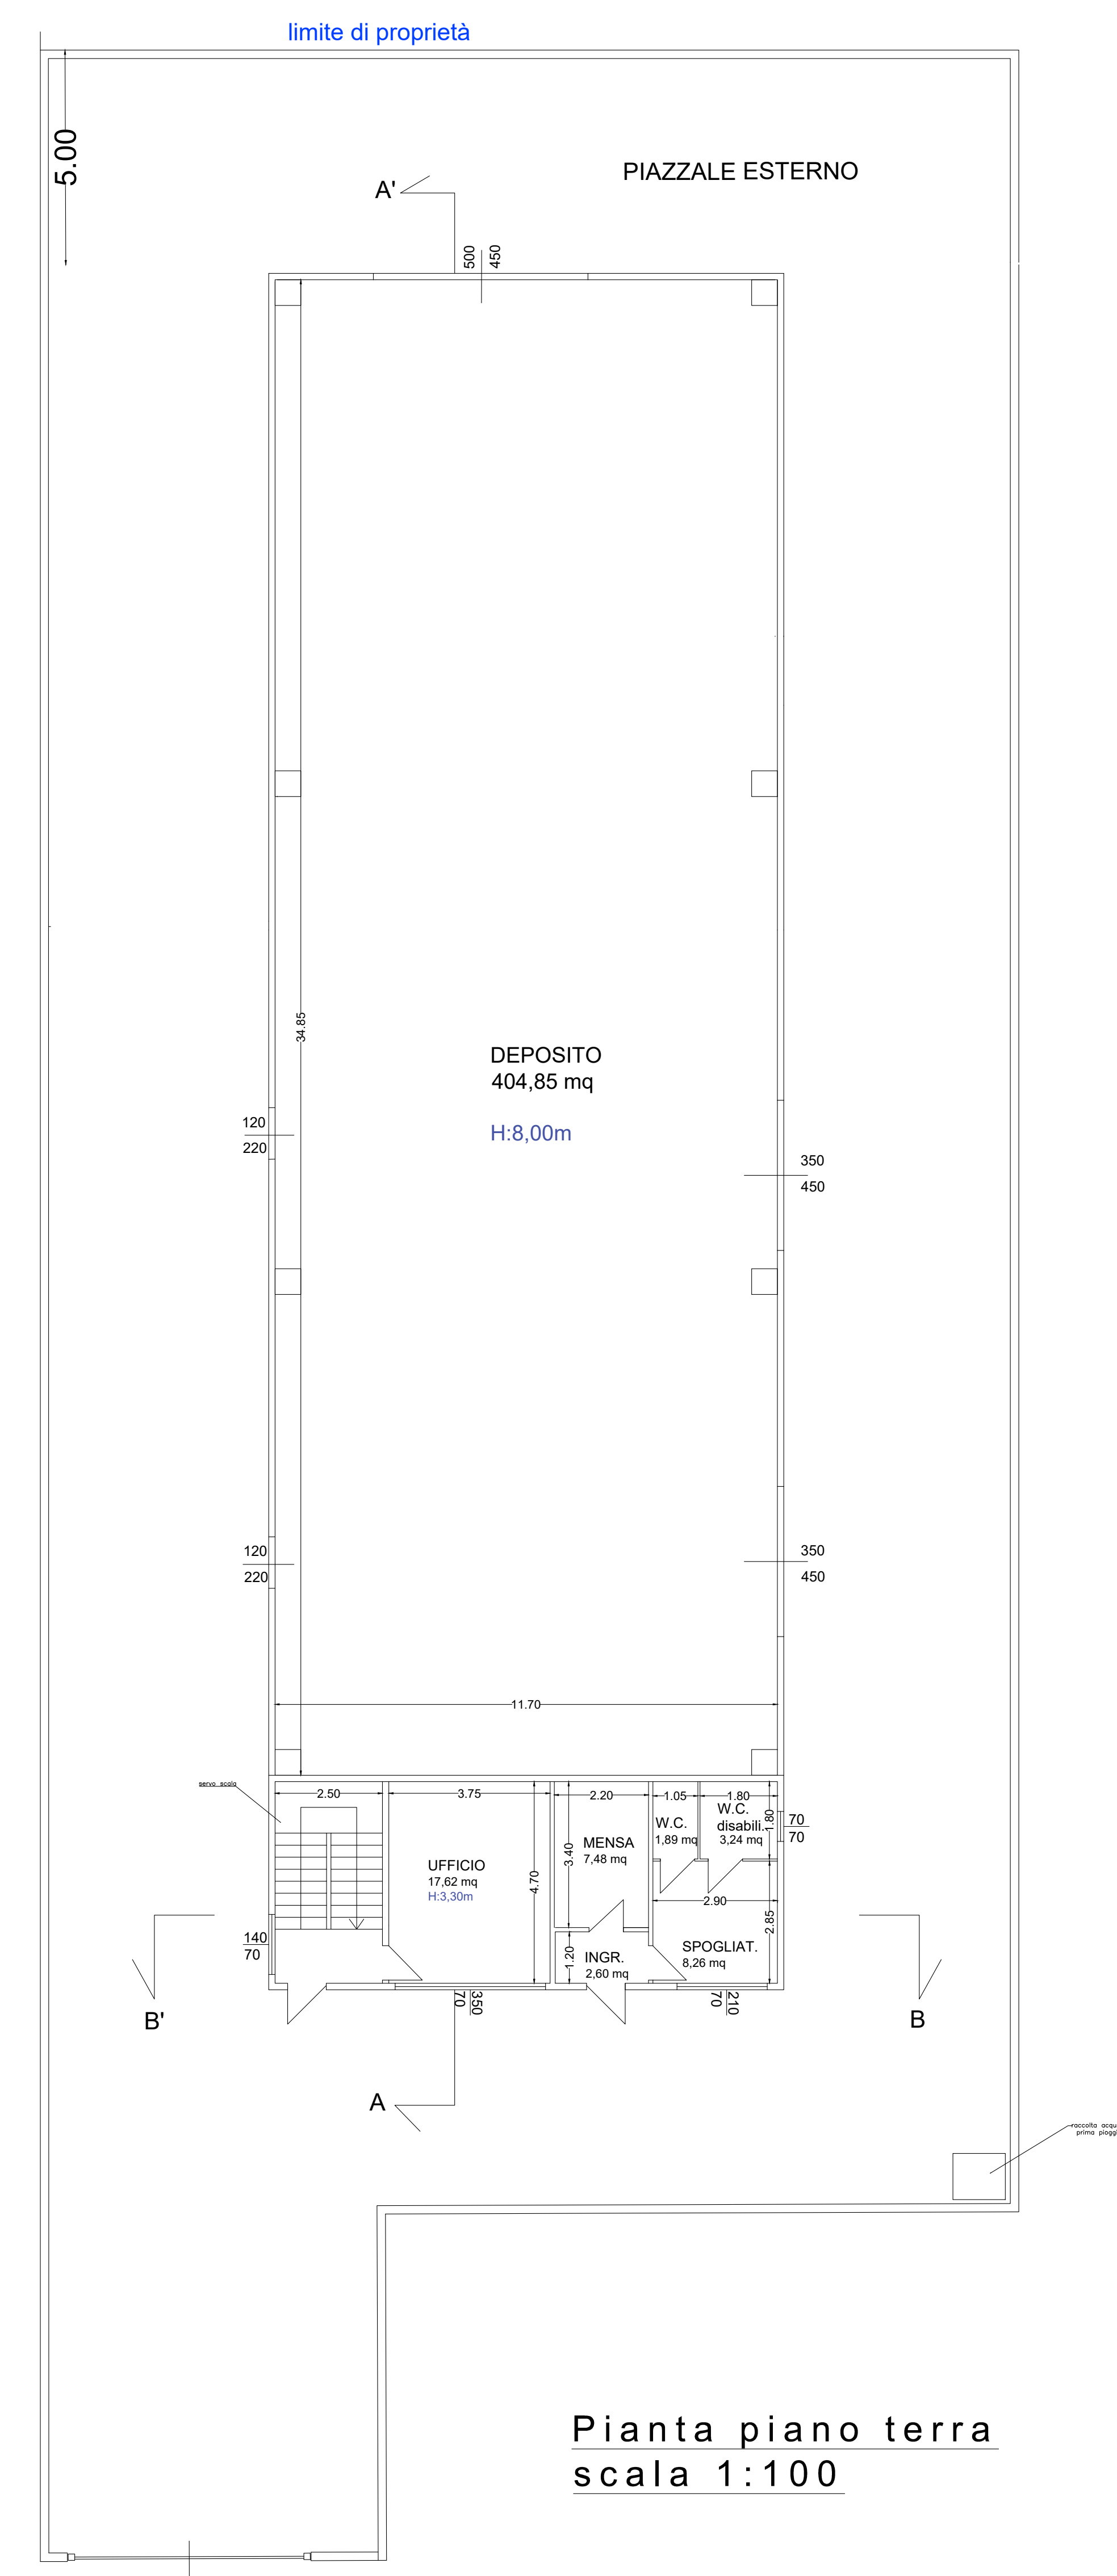 limite di proprietà
5.00
PIAZZALE ESTERNO
A'
500
450
34.85
DEPOSITO
404,85 mq
H:8,00m
120
220
350
450
120
220
350
450
11.70
servo scala
2.50
3.75
2.20
1.05
1.80
W.C.
1,89 mq
W.C.
disabili.
3,24 mq
1.80
70
70
MENSA
7,48 mq
3.40
UFFICIO
17,62 mq
H:3,30m
4.70
2.90
2.85
SPOGLIAT.
8,26 mq
INGR.
2,60 mq
1.20
140
70
350
70
210
70
B'
B
A
raccolta acqu
prima pioggi
Pianta piano terra
scala 1:100